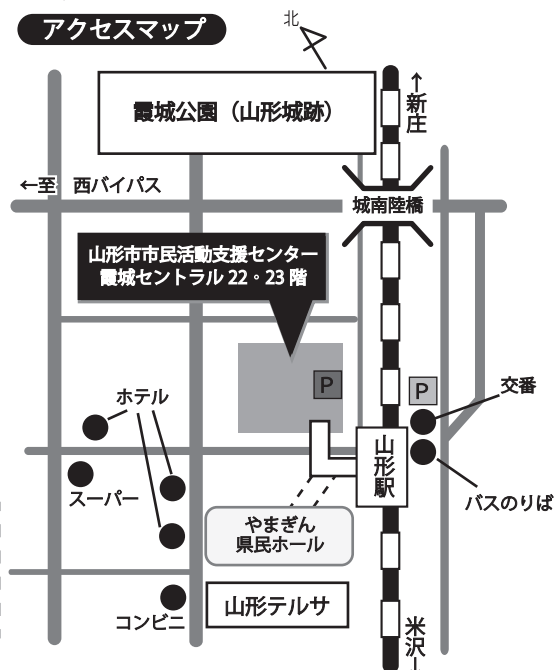 アクセスマップ
北
霞城公園（山形城跡）
↑新庄
←至　西バイパス
城南陸橋
山形市市民活動支援センター
霞城セントラル 22・23 階
P
P
交番
ホテル
山形駅
スーパー
バスのりば
やまぎん
県民ホール
山形テルサ
コンビニ
米沢↓